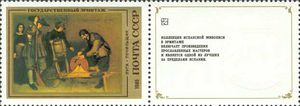 ГОСУДАРСТВЕННЫЙ ЭРМИТАЖ
ПОЧТА СССР
1985
КОЛЛЕКЦИЯ ИСПАНСКОЙ ЖИВОПИСИ
В ЭРМИТАЖЕ
ВКЛЮЧАЕТ ПРОИЗВЕДЕНИЯ
ПРОСЛАВЛЕННЫХ МАСТЕРОВ
И ЯВЛЯЕТСЯ ОДНОЙ ИЗ ЛУЧШИХ
ЗА ПРЕДЕЛАМИ ИСПАНИИ.